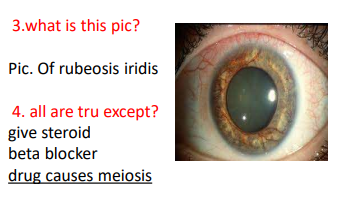 3.what is this pic?
Pic. Of rubeosis iridis
4. all are tru except?
give steroid
beta blocker
drug causes meiosis